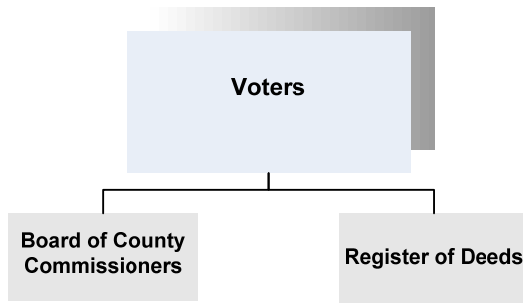 Voters
Board of County
Commissioners
Register of Deeds